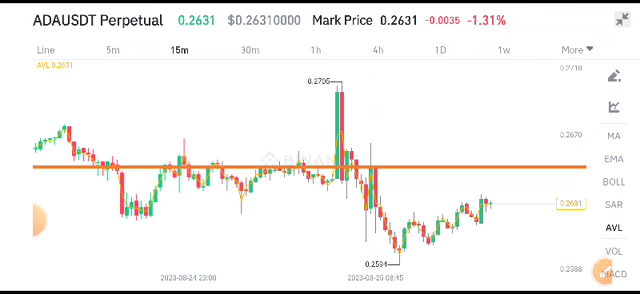 ADAUSDT Perpetual 0.2631 $0.26310000 Mark Price 0.2631 -0.0035 -1.31%
Line 5m 15m 30m 1h 4h 1D 1w More
AVL 0.2631
0.2710
0.2705
0.2670
MA
EMA
BOLL
SAR
0.2631
AVL
VOL
0.2594
0.2588
MACD
2023-08-24 23:00 2023-08-25 08:45